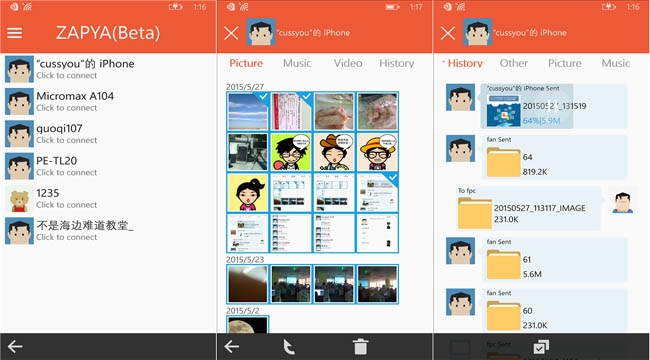 1:16
ZAPYA(Beta)
"cussyou"的 iPhone
Click to connect
Micromax A104
Click to connect
guoqi107
Click to connect
PE-TL20
Click to connect
1235
Click to connect
不是海边难道教堂_
Click to connect
1:17
"cussyou"的 iPhone
Picture Music Video History
2015/5/27
2015/5/23
2015/5/2
1:16
"cussyou"的 iPhone
History Other Picture Music
"cussyou"的 iPhone Sent
2015052 _131519
64%|5.9M
fan Sent
64
819.2K
To fpc
20150527_113117_IMAGE
231.0K
fan Sent
61
5.6M
fan Sent
60
231.0K
fpc Sent